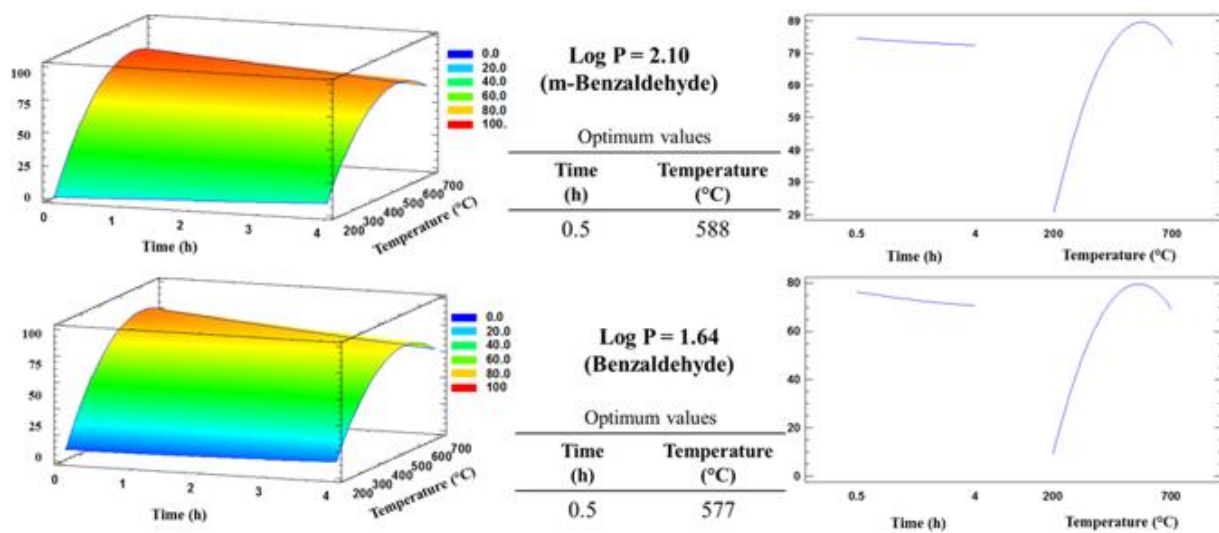 100
75
50
25
0
0
1
2
3
4
Time (h)
200 300 400 500 600 700
Temperature (°C)
0.0
20.0
40.0
60.0
80.0
100.
Log P = 2.10
(m-Benzaldehyde)
Optimum values
Time Temperature
(h) (°C)
0.5 588
89
79
69
59
49
39
29
0.5 4 200 700
Time (h) Temperature (°C)
100
75
50
25
0
0
1
2
3
4
Time (h)
200 300 400 500 600 700
Temperature (°C)
0.0
20.0
40.0
60.0
80.0
100
Log P = 1.64
(Benzaldehyde)
Optimum values
Time Temperature
(h) (°C)
0.5 577
80
60
40
20
0
0.5 4 200 700
Time (h) Temperature (°C)